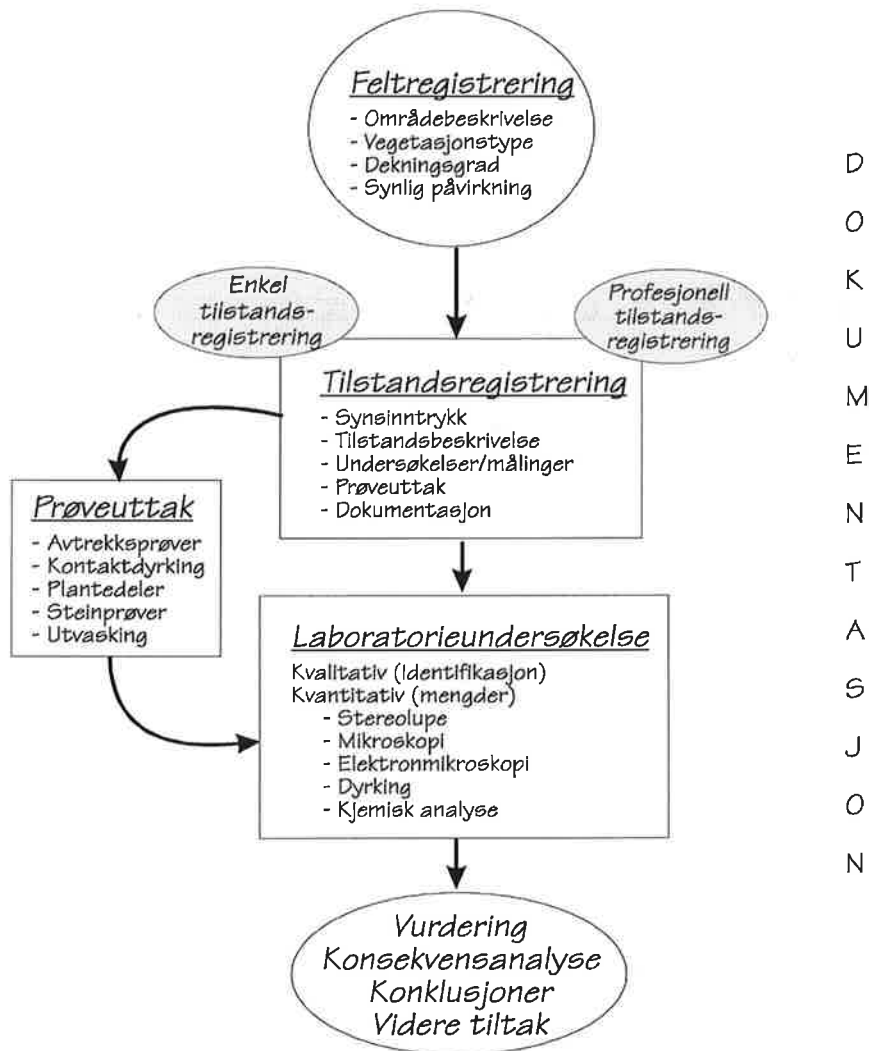 Feltregistrering
- Områdebeskrivelse
- Vegetasjonstype
- Dekningsgrad
- Synlig påvirkning
Enkel
tilstands-
registrering
Profesjonell
tilstands-
registrering
Tilstandsregistrering
- Synsinntrykk
- Tilstandsbeskrivelse
- Undersøkelser/målinger
- Prøveuttak
- Dokumentasjon
Prøveuttak
- Avtrekksprøver
- Kontaktdyrking
- Plantedeler
- Steinprøver
- Utvasking
Laboratorieundersøkelse
Kvalitativ (Identifikasjon)
Kvantitativ (mengder)
- Stereolupe
- Mikroskopi
- Elektronmikroskopi
- Dyrking
- Kjemisk analyse
Vurdering
Konsekvensanalyse
Konklusjoner
Videre tiltak
D
O
K
U
M
E
N
T
A
S
J
O
N